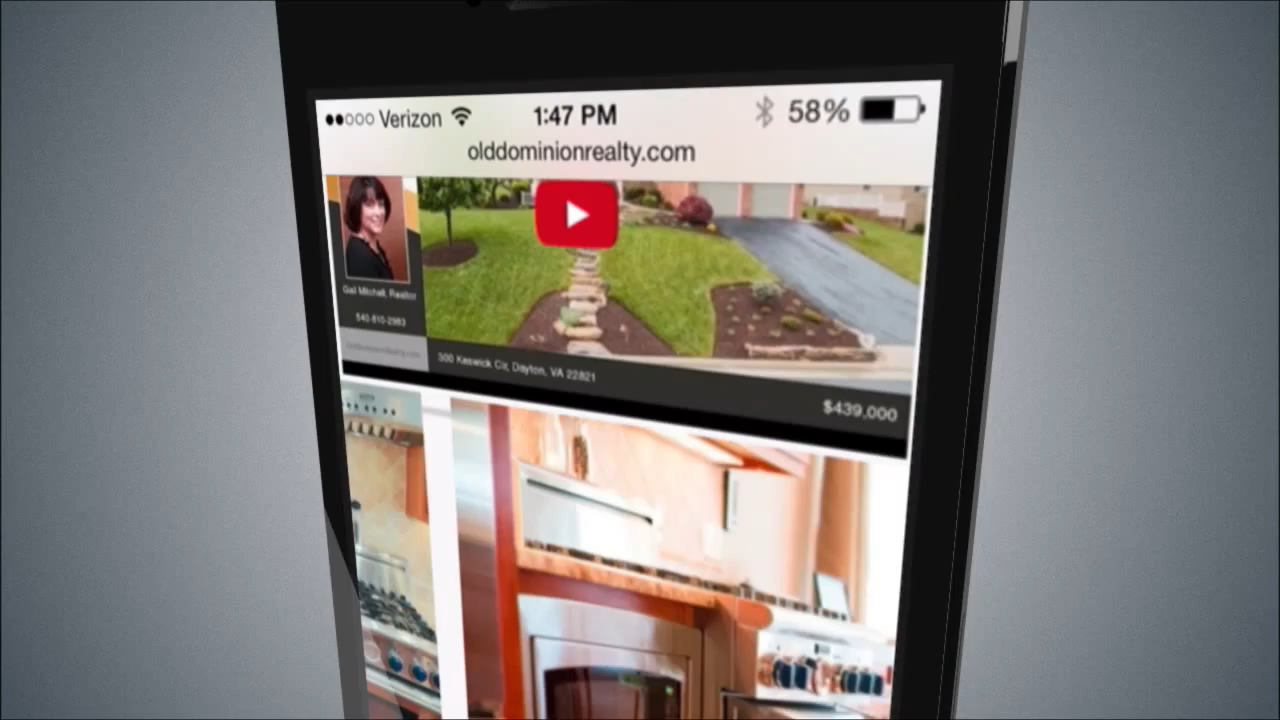 Verizon 1:47 PM 58%
olddominionrealty.com
Gail Mitchell, Realtor
540-810-2983
300 Keswick Cir, Dayton, VA 22821
$439,000